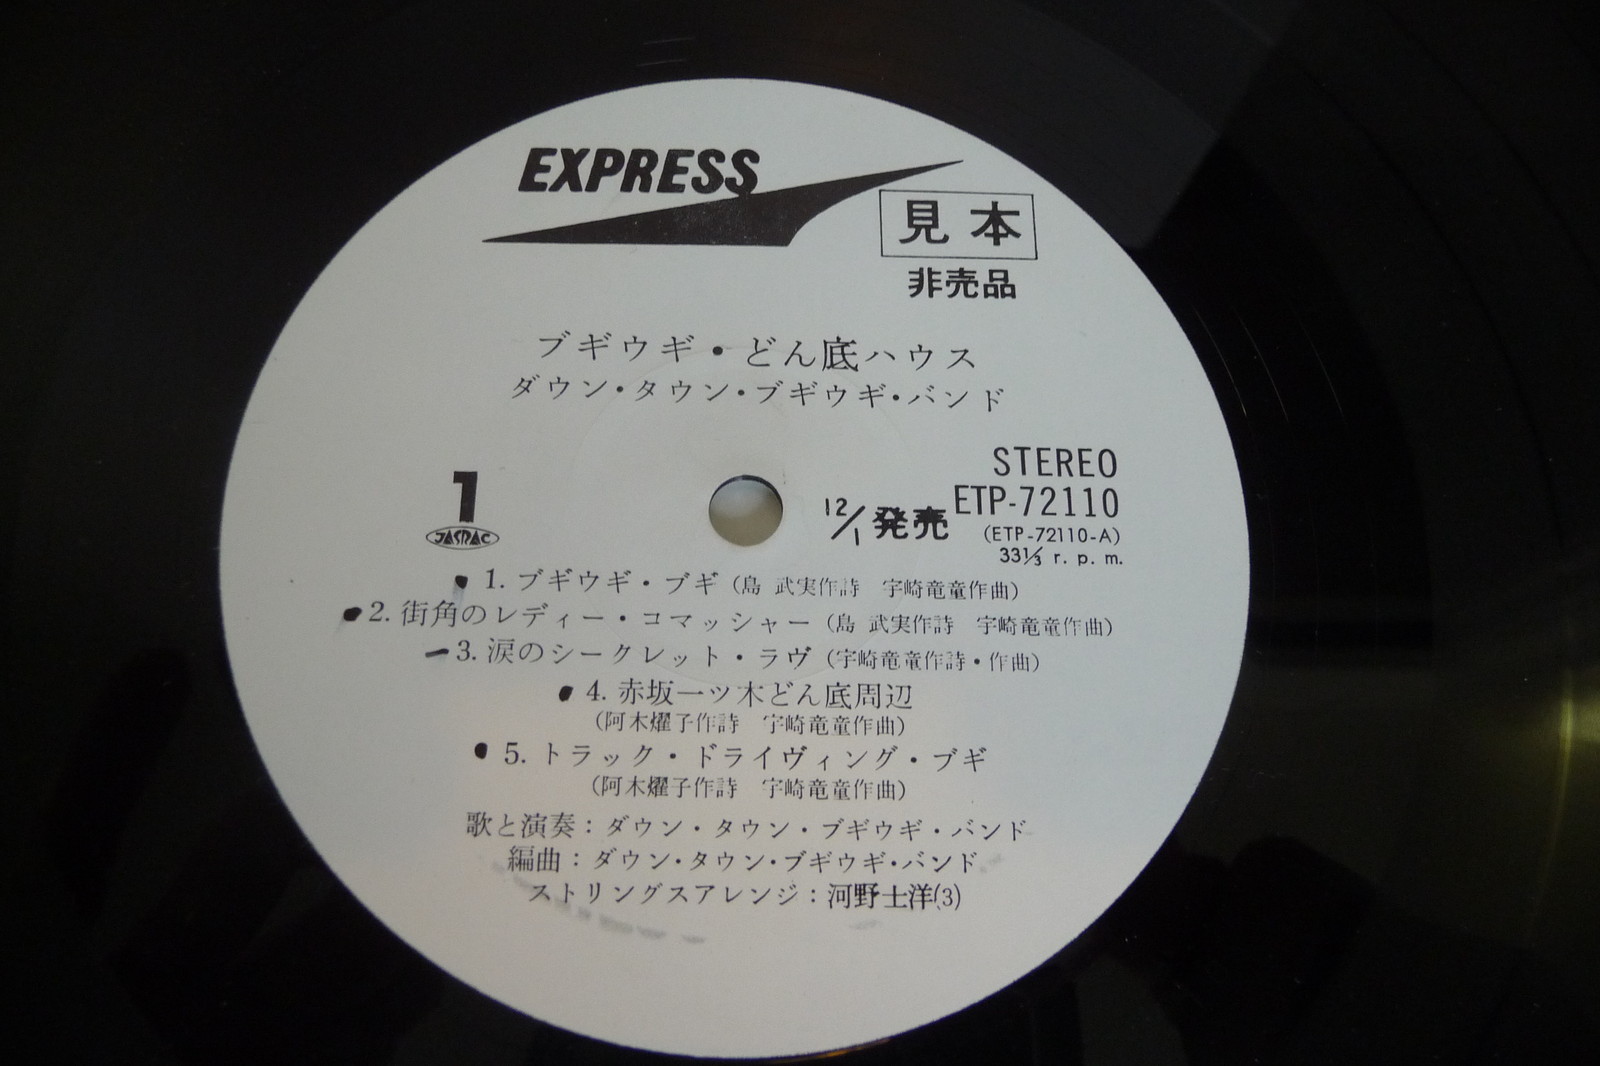 EXPRESS
見本
非売品
ブギウギ・どん底ハウス
ダウン・タウン・ブギウギ・バンド
STEREO
1
ETP-72110
12/1 発売
JASRAC
(ETP-72110-A)
33⅓ r. p. m.
1. ブギウギ・ブギ (島 武実作詩 宇崎竜童作曲)
2. 街角のレディー・コマッシャー (島 武実作詩 宇崎竜童作曲)
3. 涙のシークレット・ラヴ (宇崎竜童作詩・作曲)
4. 赤坂一ツ木どん底周辺
(阿木燿子作詩 宇崎竜童作曲)
5. トラック・ドライヴィング・ブギ
(阿木燿子作詩 宇崎竜童作曲)
歌と演奏：ダウン・タウン・ブギウギ・バンド
編曲：ダウン・タウン・ブギウギ・バンド
ストリングスアレンジ：河野士洋(3)